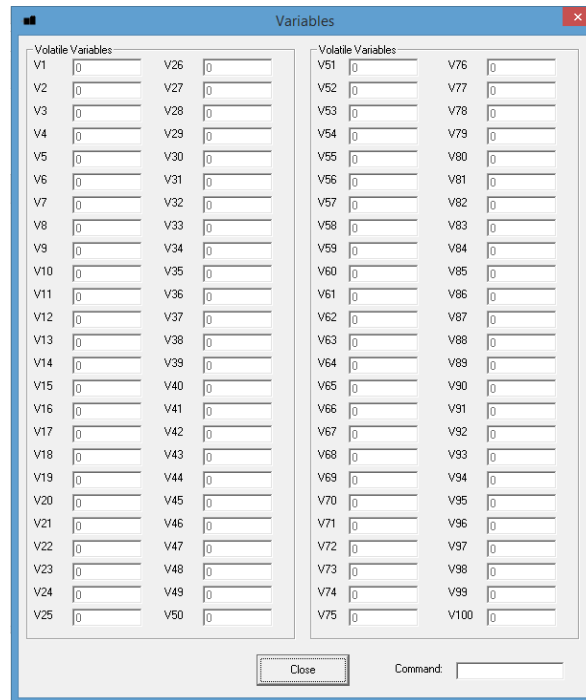 Variables
Volatile Variables Volatile Variables
V1 0 V26 0 V51 0 V76 0
V2 0 V27 0 V52 0 V77 0
V3 0 V28 0 V53 0 V78 0
V4 0 V29 0 V54 0 V79 0
V5 0 V30 0 V55 0 V80 0
V6 0 V31 0 V56 0 V81 0
V7 0 V32 0 V57 0 V82 0
V8 0 V33 0 V58 0 V83 0
V9 0 V34 0 V59 0 V84 0
V10 0 V35 0 V60 0 V85 0
V11 0 V36 0 V61 0 V86 0
V12 0 V37 0 V62 0 V87 0
V13 0 V38 0 V63 0 V88 0
V14 0 V39 0 V64 0 V89 0
V15 0 V40 0 V65 0 V90 0
V16 0 V41 0 V66 0 V91 0
V17 0 V42 0 V67 0 V92 0
V18 0 V43 0 V68 0 V93 0
V19 0 V44 0 V69 0 V94 0
V20 0 V45 0 V70 0 V95 0
V21 0 V46 0 V71 0 V96 0
V22 0 V47 0 V72 0 V97 0
V23 0 V48 0 V73 0 V98 0
V24 0 V49 0 V74 0 V99 0
V25 0 V50 0 V75 0 V100 0
Close Command: